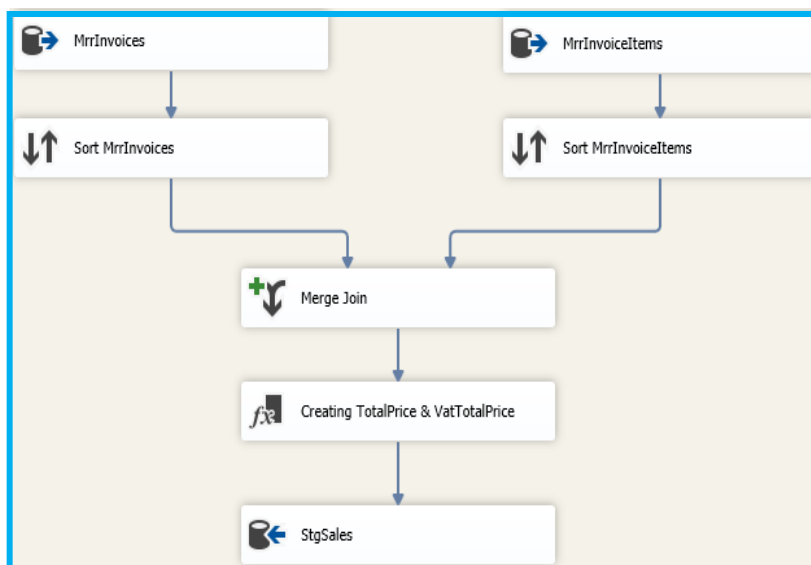 MrrInvoices
MrrInvoiceItems
Sort MrrInvoices
Sort MrrInvoiceItems
Merge Join
Creating TotalPrice & VatTotalPrice
StgSales